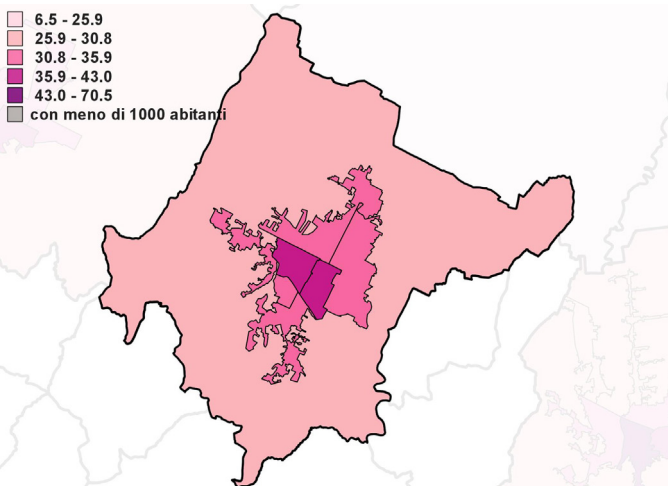 6.5 - 25.9
25.9 - 30.8
30.8 - 35.9
35.9 - 43.0
43.0 - 70.5
con meno di 1000 abitanti